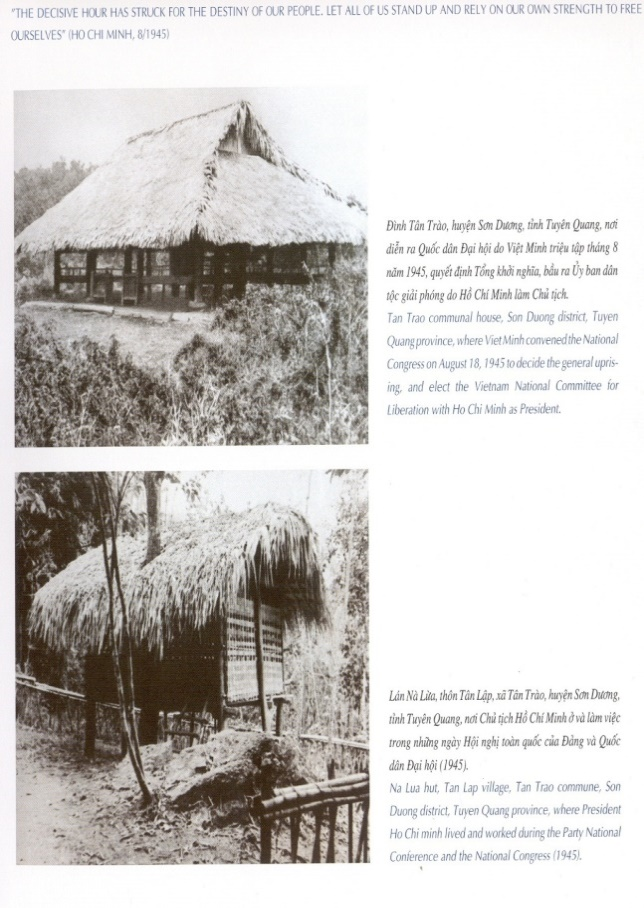 "THE DECISIVE HOUR HAS STRUCK FOR THE DESTINY OF OUR PEOPLE. LET ALL OF US STAND UP AND RELY ON OUR OWN STRENGTH TO FREE
OURSELVES" (HO CHI MINH, 8/1945)
Đình Tân Trào, huyện Sơn Dương, tỉnh Tuyên Quang, nơi
diễn ra Quốc dân Đại hội do Việt Minh triệu tập tháng 8
năm 1945, quyết định Tổng khởi nghĩa, bầu ra Ủy ban dân
tộc giải phóng do Hồ Chí Minh làm Chủ tịch.
Tan Trao communal house, Son Duong district, Tuyen
Quang province, where Viet Minh convened the National
Congress on August 18, 1945 to decide the general upris-
ing, and elect the Vietnam National Committee for
Liberation with Ho Chi Minh as President.
Lán Nà Lừa, thôn Tân Lập, xã Tân Trào, huyện Sơn Dương,
tỉnh Tuyên Quang, nơi Chủ tịch Hồ Chí Minh ở và làm việc
trong những ngày Hội nghị toàn quốc của Đảng và Quốc
dân Đại hội (1945).
Na Lua hut, Tan Lap village, Tan Trao commune, Son
Duong district, Tuyen Quang province, where President
Ho Chi minh lived and worked during the Party National
Conference and the National Congress (1945).